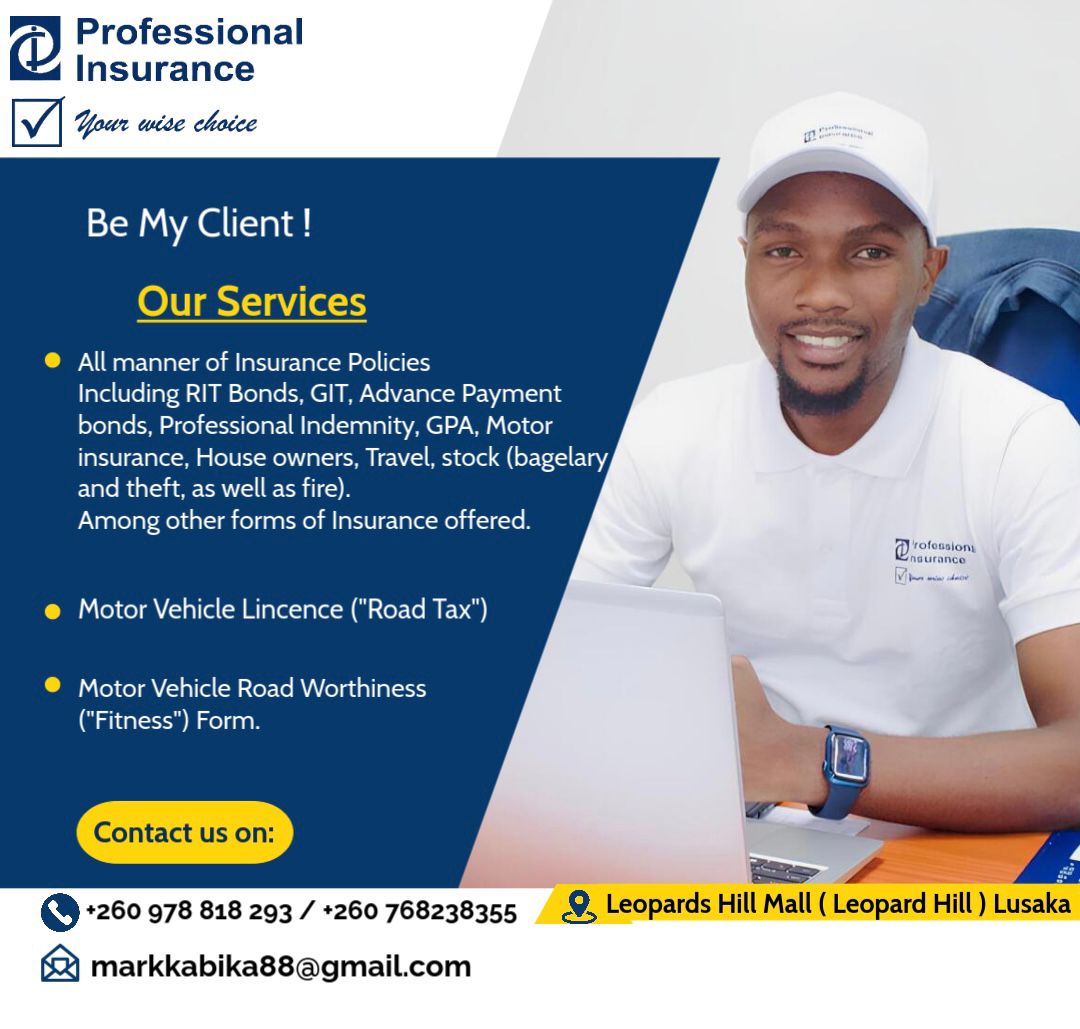 Professional
Insurance
Your wise choice
Professional
Insurance
Be My Client !
Our Services
All manner of Insurance Policies
Including RIT Bonds, GIT, Advance Payment
bonds, Professional Indemnity, GPA, Motor
insurance, House owners, Travel, stock (bagelary
and theft, as well as fire).
Among other forms of Insurance offered.
rofession
nsurance
Your wise choice
Motor Vehicle Lincence ("Road Tax")
Motor Vehicle Road Worthiness
("Fitness") Form.
Contact us on:
+260 978 818 293 / +260 768238355
Leopards Hill Mall ( Leopard Hill ) Lusaka
markkabika88@gmail.com